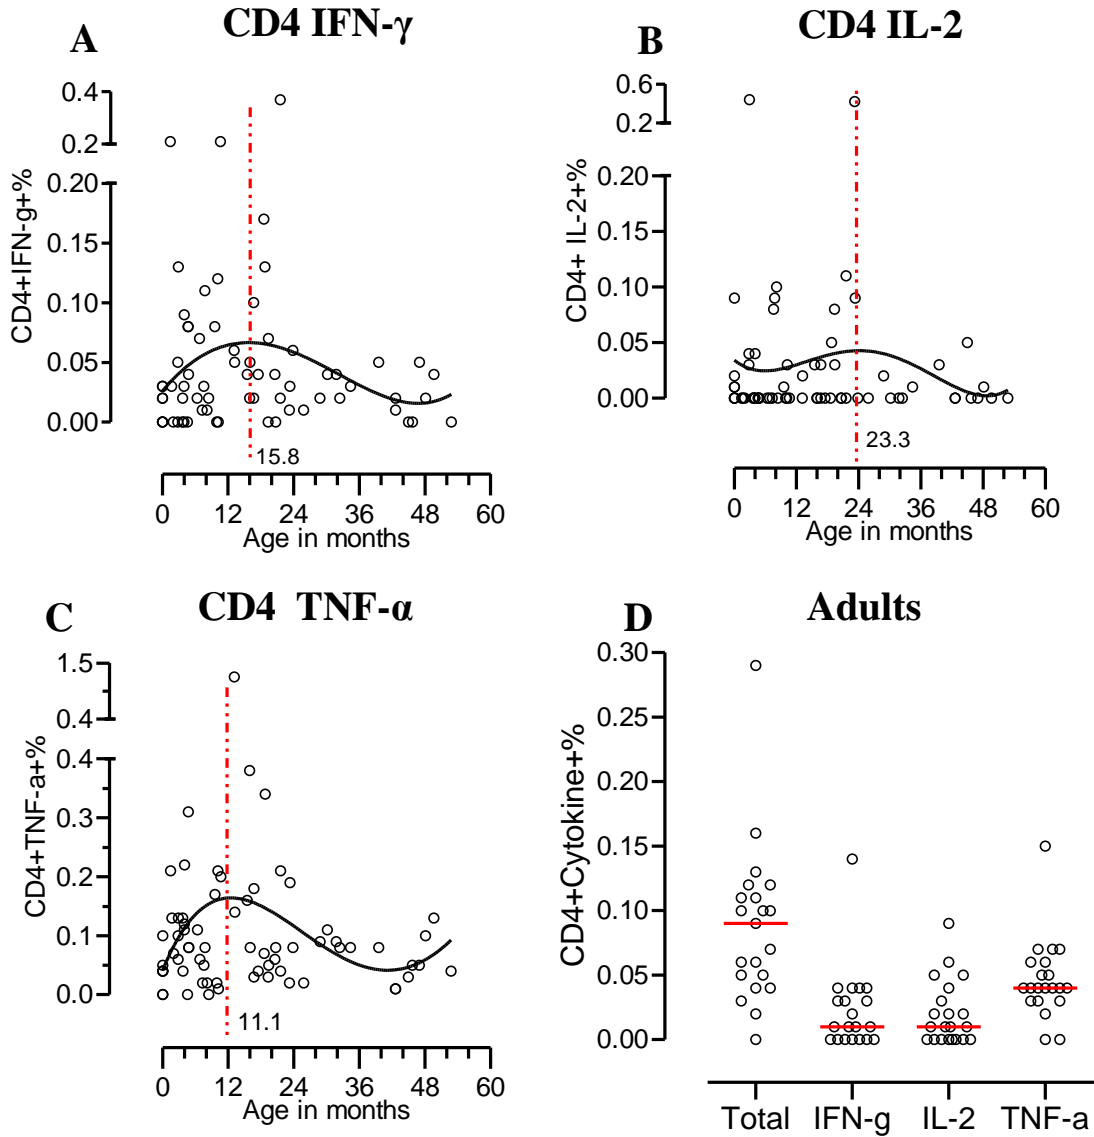 A
CD4 IFN-γ
0.4
0.2
0.20
0.15
0.10
0.05
0.00
CD4+IFN-g+%
15.8
0 12 24 36 48 60
Age in months
B
CD4 IL-2
0.6
0.2
0.20
0.15
0.10
0.05
0.00
CD4+ IL-2+%
23.3
0 12 24 36 48 60
Age in months
C
CD4 TNF-α
1.5
0.4
0.4
0.3
0.2
0.1
0.0
CD4+TNF-a+%
11.1
0 12 24 36 48 60
Age in months
D
Adults
0.30
0.25
0.20
0.15
0.10
0.05
0.00
CD4+Cytokine+%
Total IFN-g IL-2 TNF-a